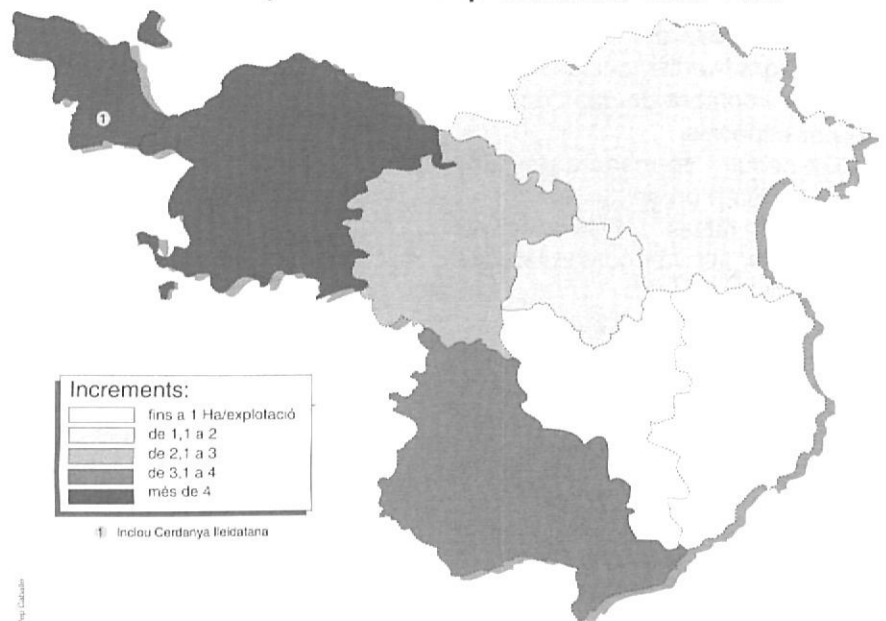 1
Increments:
fins a 1 Ha/explotació
de 1,1 a 2
de 2,1 a 3
de 3,1 a 4
més de 4
1 Inclou Cerdanya lleidatana